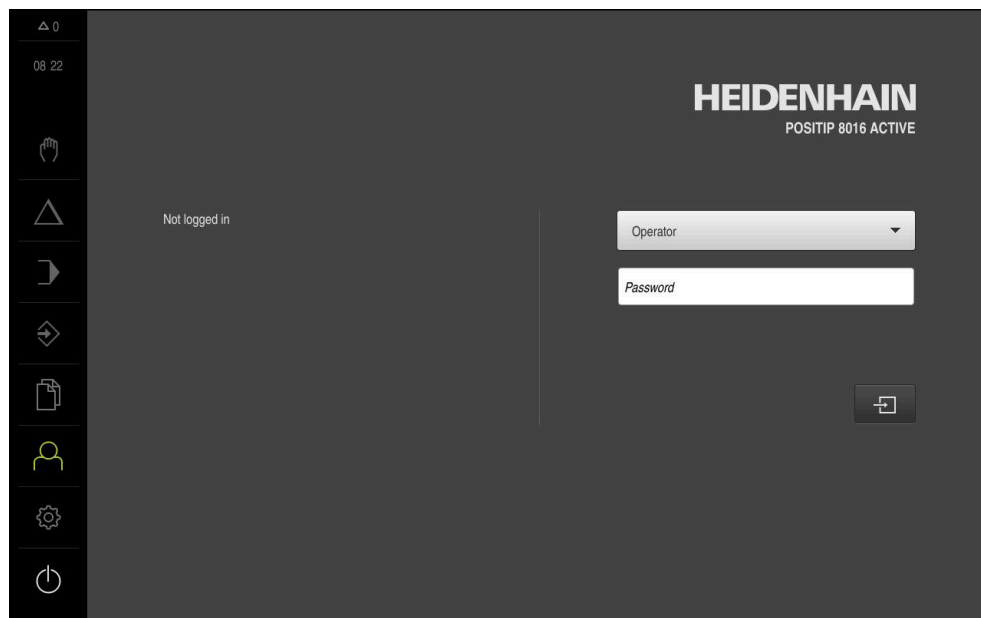 0
08 22
HEIDENHAIN
POSITIP 8016 ACTIVE
Not logged in
Operator
Password